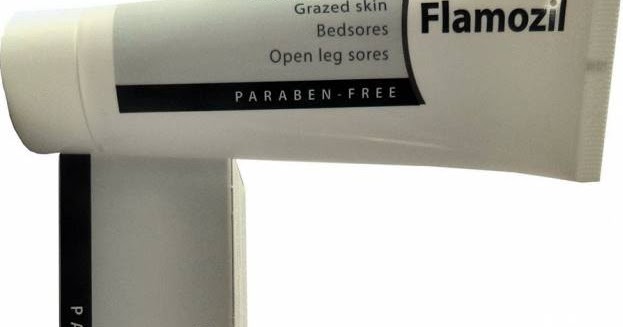 Grazed skin
Bedsores
Open leg sores
PARABEN-FREE
Flamozil
PA